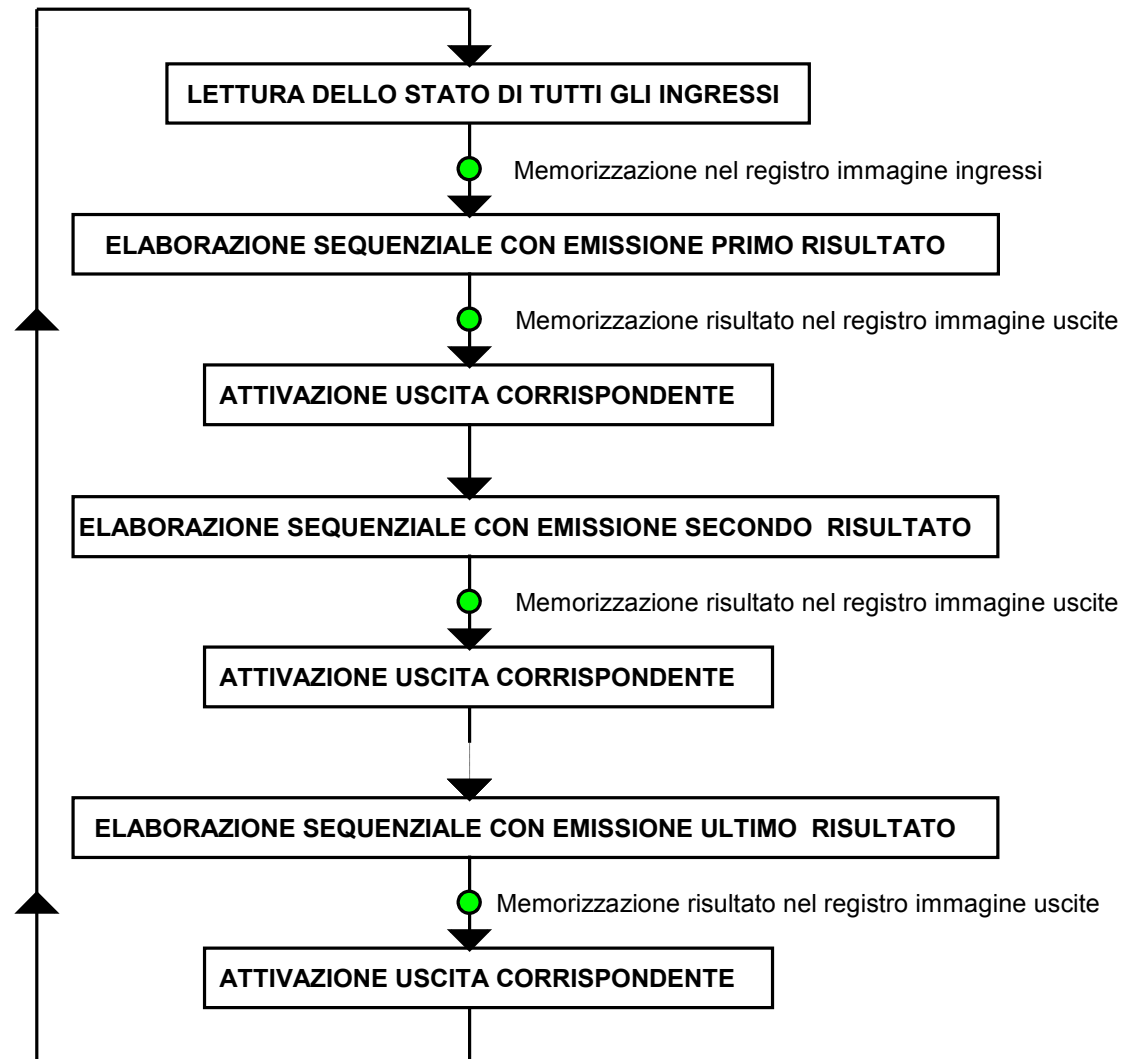 LETTURA DELLO STATO DI TUTTI GLI INGRESSI
Memorizzazione nel registro immagine ingressi
ELABORAZIONE SEQUENZIALE CON EMISSIONE PRIMO RISULTATO
Memorizzazione risultato nel registro immagine uscite
ATTIVAZIONE USCITA CORRISPONDENTE
ELABORAZIONE SEQUENZIALE CON EMISSIONE SECONDO RISULTATO
Memorizzazione risultato nel registro immagine uscite
ATTIVAZIONE USCITA CORRISPONDENTE
ELABORAZIONE SEQUENZIALE CON EMISSIONE ULTIMO RISULTATO
Memorizzazione risultato nel registro immagine uscite
ATTIVAZIONE USCITA CORRISPONDENTE